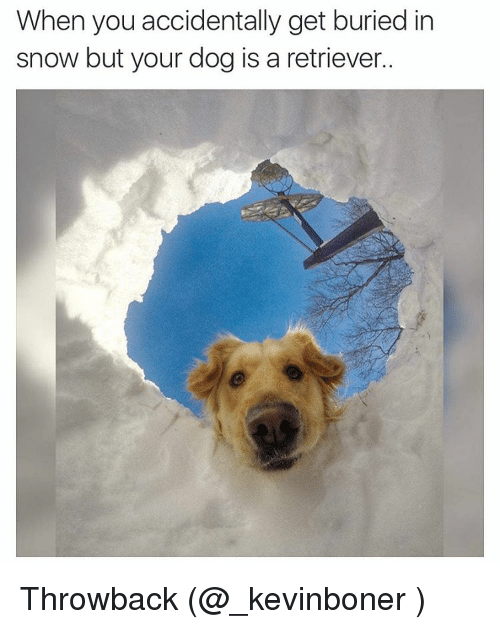 When you accidentally get buried in
snow but your dog is a retriever..
Throwback (@_kevinboner )